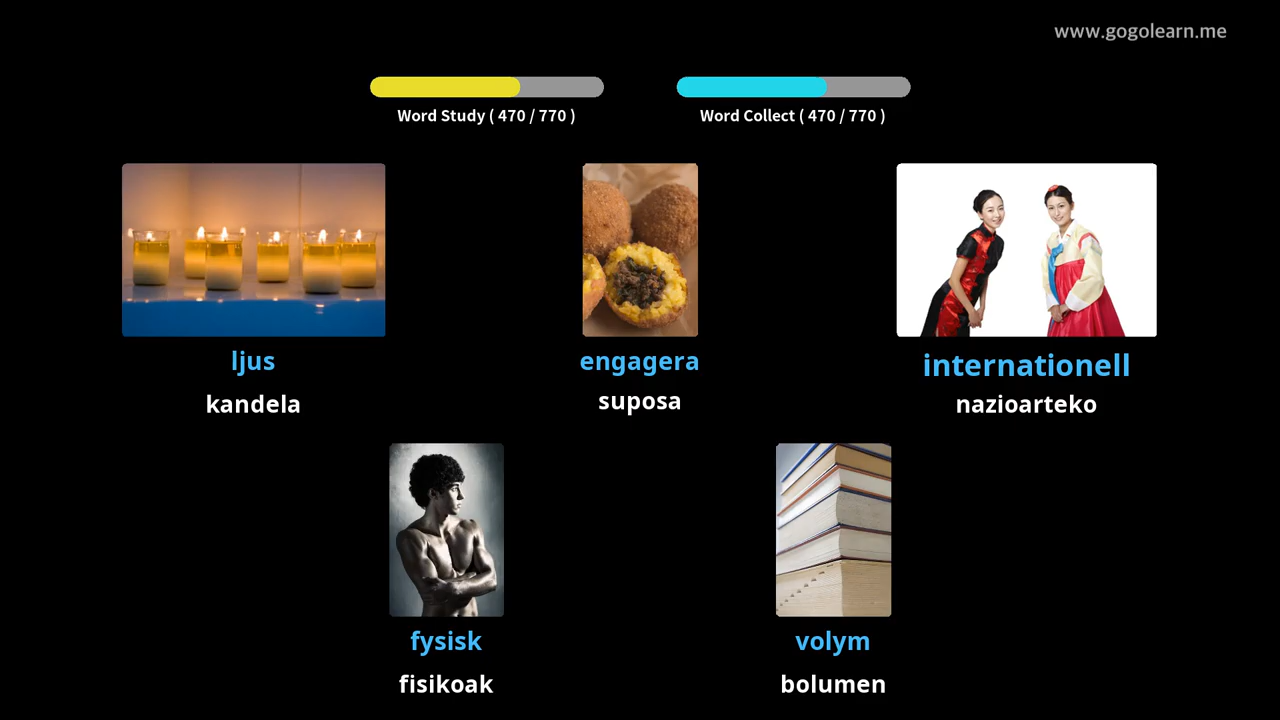 www.gogolearn.me
Word Study ( 470 / 770 )
Word Collect ( 470 / 770 )
ljus
kandela
engagera
suposa
internationell
nazioarteko
fysisk
fisikoak
volym
bolumen